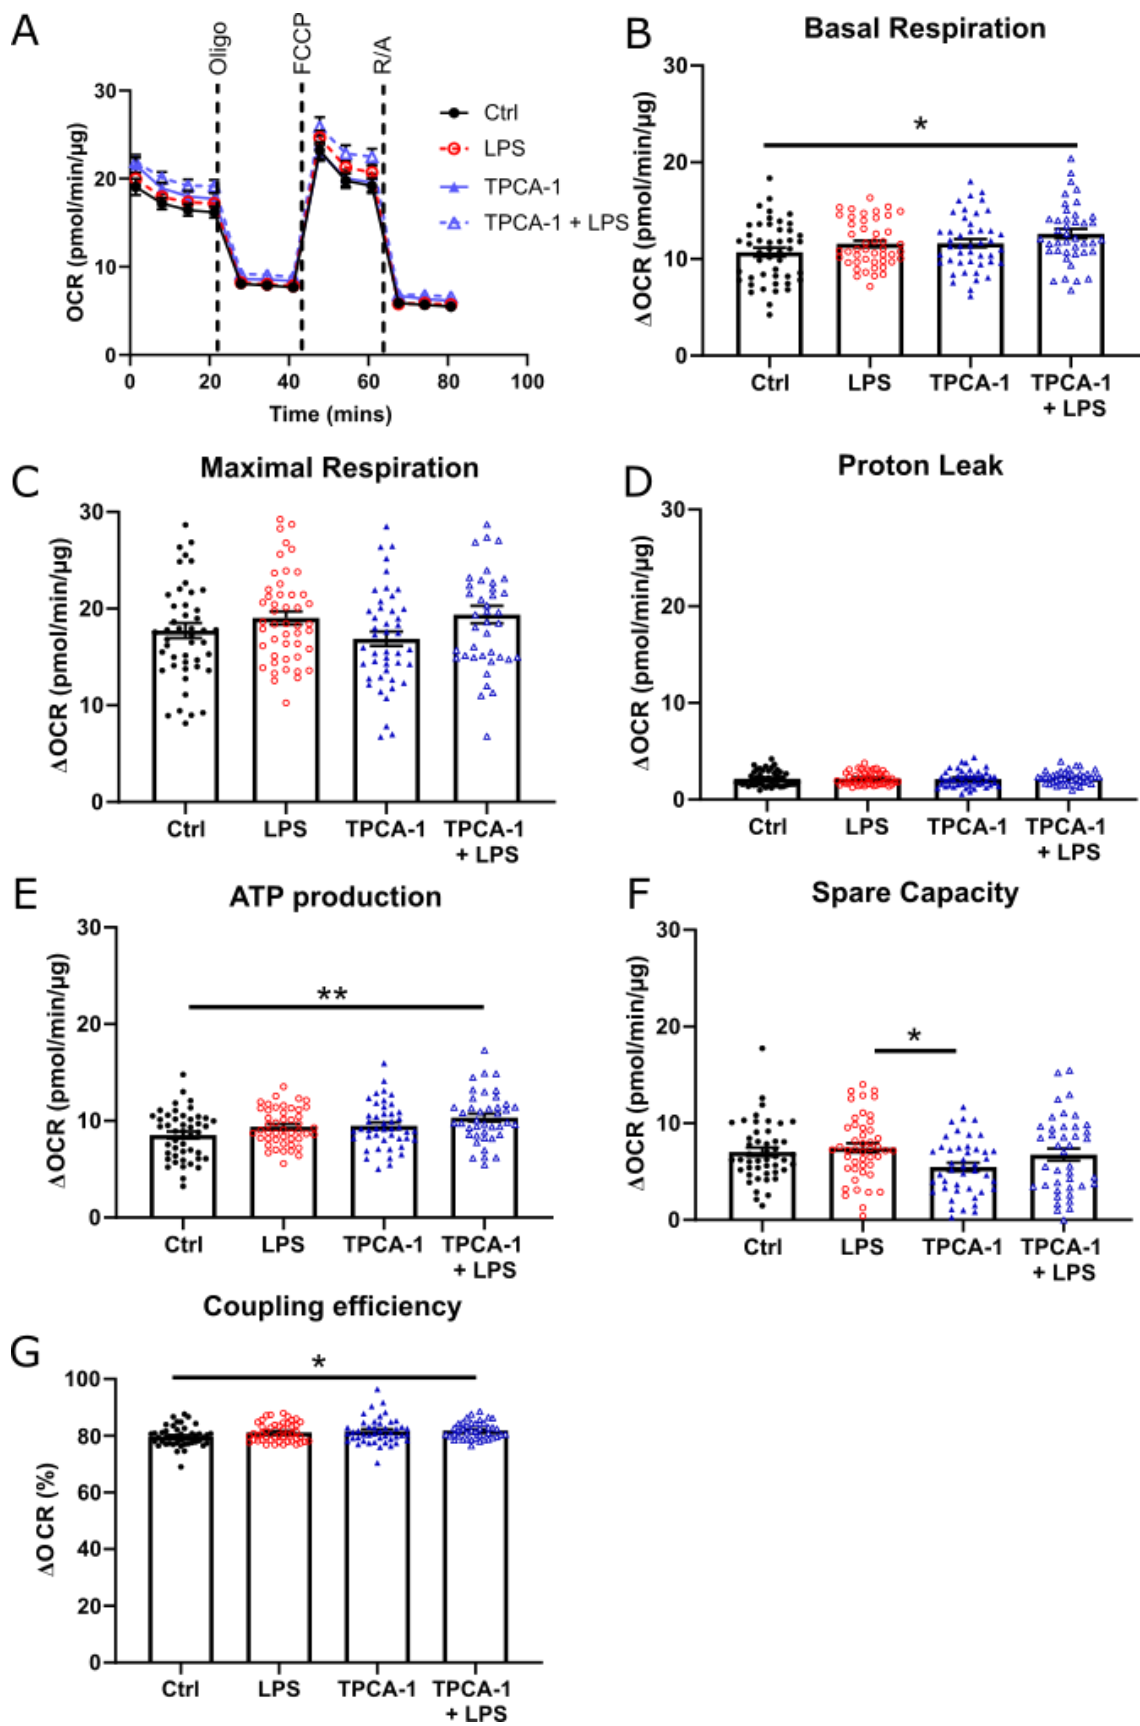 A
Oligo
FCCP
R/A
30
20
10
0
OCR (pmol/min/µg)
0
20
40
60
80
100
Time (mins)
Ctrl
LPS
TPCA-1
TPCA-1 + LPS
B
Basal Respiration
*
30
20
10
0
ΔOCR (pmol/min/µg)
Ctrl
LPS
TPCA-1
TPCA-1
+ LPS
C
Maximal Respiration
30
20
10
0
ΔOCR (pmol/min/µg)
Ctrl
LPS
TPCA-1
TPCA-1
+ LPS
D
Proton Leak
30
20
10
0
ΔOCR (pmol/min/µg)
Ctrl
LPS
TPCA-1
TPCA-1
+ LPS
E
ATP production
**
30
20
10
0
ΔOCR (pmol/min/µg)
Ctrl
LPS
TPCA-1
TPCA-1
+ LPS
F
Spare Capacity
*
30
20
10
0
ΔOCR (pmol/min/µg)
Ctrl
LPS
TPCA-1
TPCA-1
+ LPS
G
Coupling efficiency
*
100
80
60
40
20
0
ΔO CR (%)
Ctrl
LPS
TPCA-1
TPCA-1
+ LPS